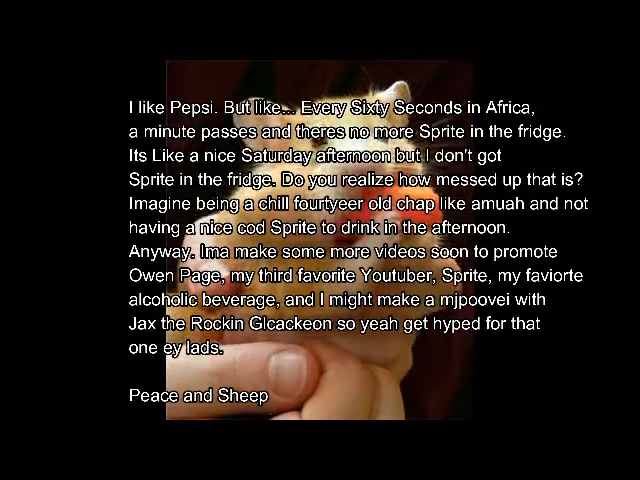 I like Pepsi. But like... Every Sixty Seconds in Africa,
a minute passes and theres no more Sprite in the fridge.
Its Like a nice Saturday afternoon but I don't got
Sprite in the fridge. Do you realize how messed up that is?
Imagine being a chill fourtyeer old chap like amuah and not
having a nice cod Sprite to drink in the afternoon.
Anyway. Ima make some more videos soon to promote
Owen Page, my third favorite Youtuber, Sprite, my faviorte
alcoholic beverage, and I might make a mjpoovei with
Jax the Rockin Glcackeon so yeah get hyped for that
one ey lads.
Peace and Sheep